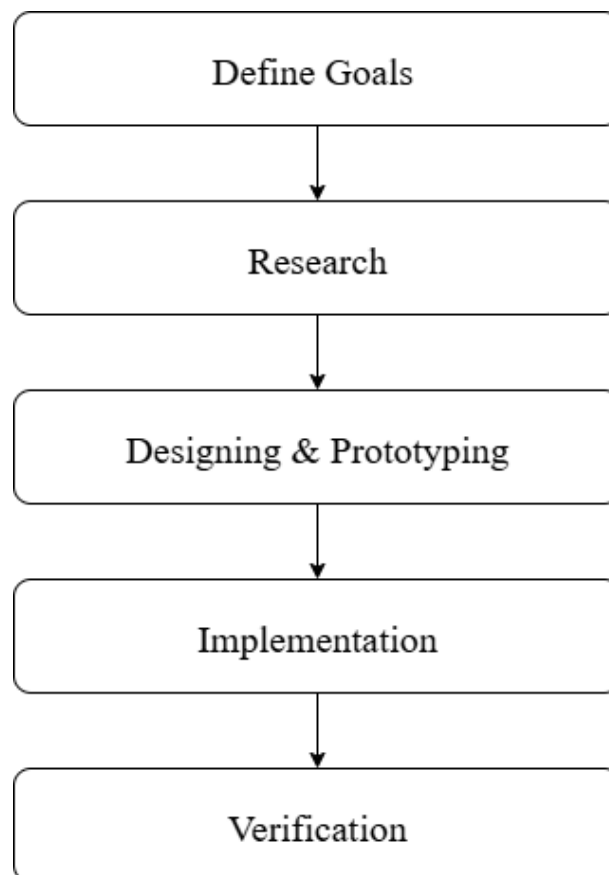 Define Goals
Research
Designing & Prototyping
Implementation
Verification